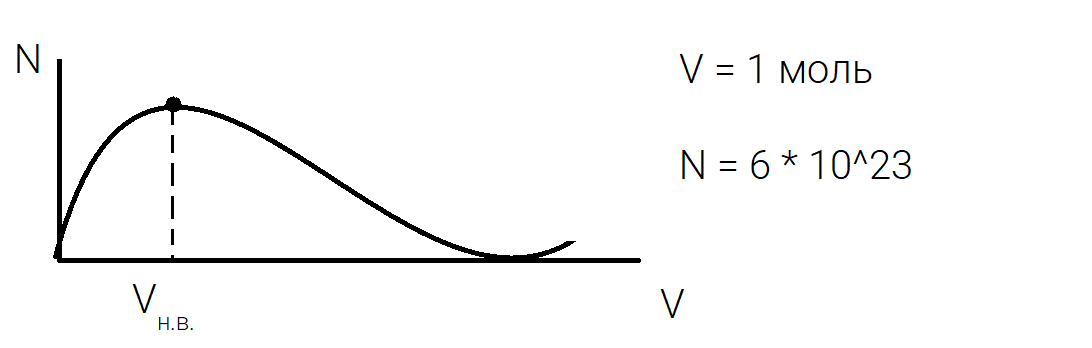 N
V = 1 моль
N = 6 * 10^23
Vн.в.
V